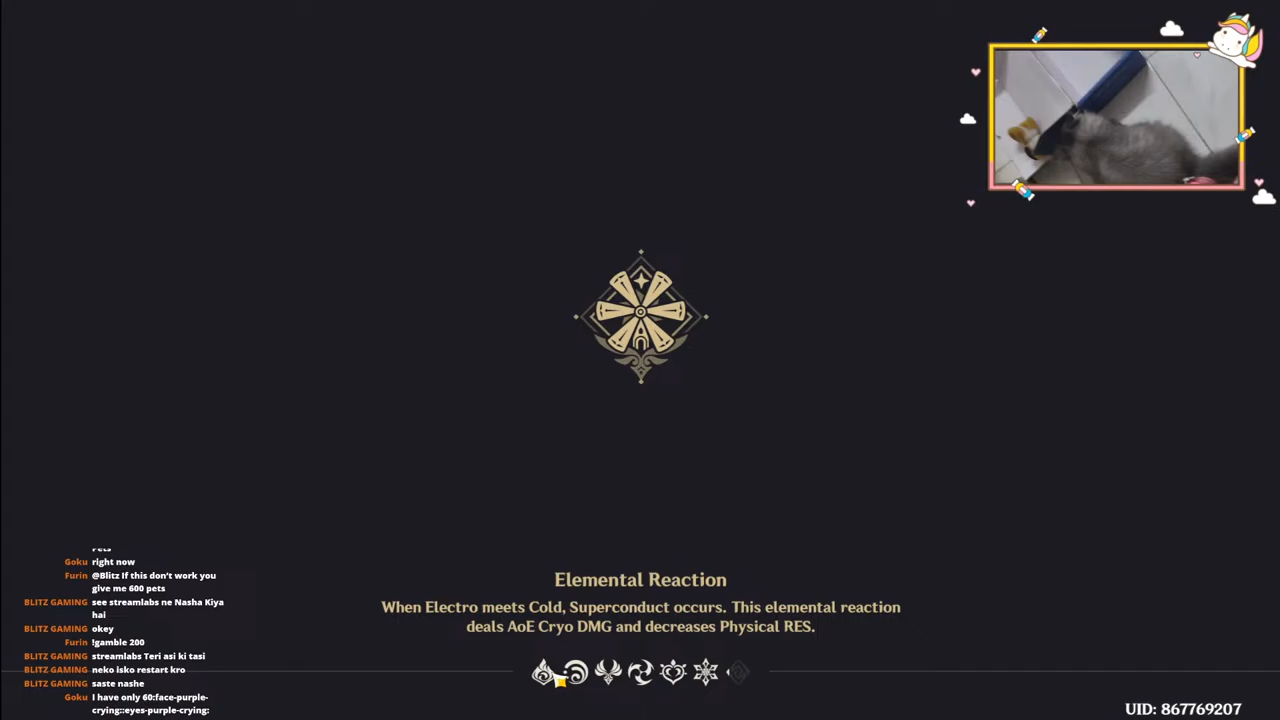 Pets
Goku right now
Furin @Blitz If this don't work you
give me 600 pets
BLITZ GAMING see streamlabs ne Nasha Kiya
hai
BLITZ GAMING okey
Furin !gamble 200
BLITZ GAMING streamlabs Teri asi ki tasi
BLITZ GAMING neko isko restart kro
BLITZ GAMING saste nashe
Goku I have only 60:face-purple-
crying::eyes-purple-crying:
Elemental Reaction
When Electro meets Cold, Superconduct occurs. This elemental reaction
deals AoE Cryo DMG and decreases Physical RES.
UID: 867769207